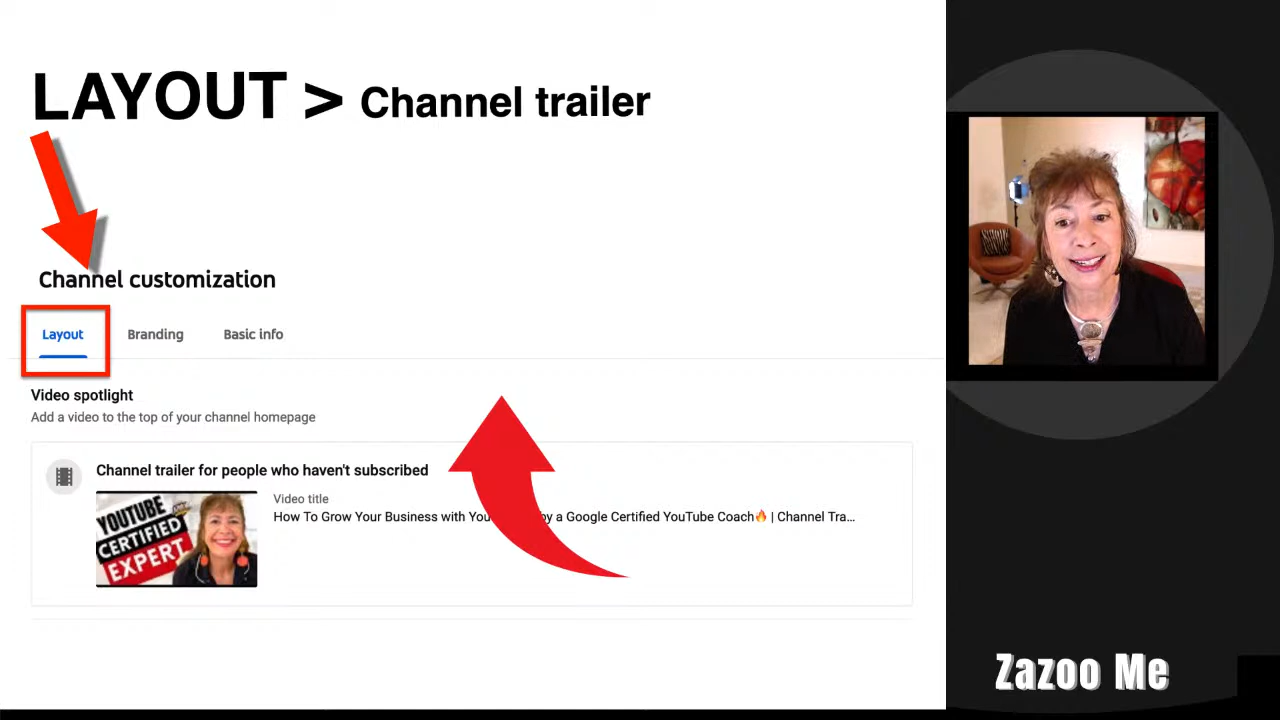 LAYOUT > Channel trailer
Channel customization
Layout Branding Basic info
Video spotlight
Add a video to the top of your channel homepage
Channel trailer for people who haven't subscribed
YOUTUBE
CERTIFIED
EXPERT
Video title
How To Grow Your Business with You by a Google Certified YouTube Coach🔥 | Channel Tra...
Zazoo Me